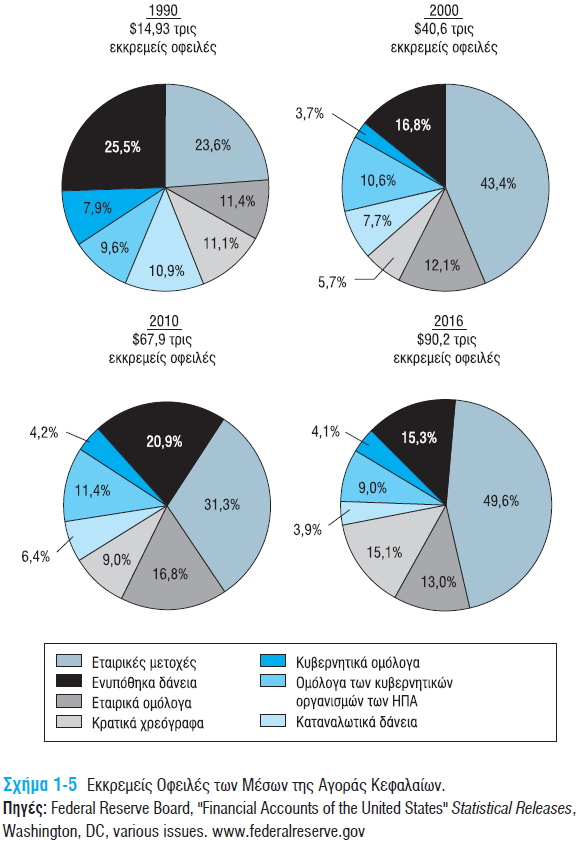 1990
$14,93 τρις
εκκρεμείς οφειλές
25,5%
23,6%
11,4%
11,1%
10,9%
9,6%
7,9%
2000
$40,6 τρις
εκκρεμείς οφειλές
3,7%
16,8%
43,4%
12,1%
5,7%
7,7%
10,6%
2010
$67,9 τρις
εκκρεμείς οφειλές
4,2%
20,9%
31,3%
16,8%
9,0%
6,4%
11,4%
2016
$90,2 τρις
εκκρεμείς οφειλές
4,1%
15,3%
49,6%
13,0%
15,1%
3,9%
9,0%
Εταιρικές μετοχές
Ενυπόθηκα δάνεια
Εταιρικά ομόλογα
Κρατικά χρεόγραφα
Κυβερνητικά ομόλογα
Ομόλογα των κυβερνητικών
οργανισμών των ΗΠΑ
Καταναλωτικά δάνεια
Σχήμα 1-5 Εκκρεμείς Οφειλές των Μέσων της Αγοράς Κεφαλαίων.
Πηγές: Federal Reserve Board, "Financial Accounts of the United States" Statistical Releases,
Washington, DC, various issues. www.federalreserve.gov